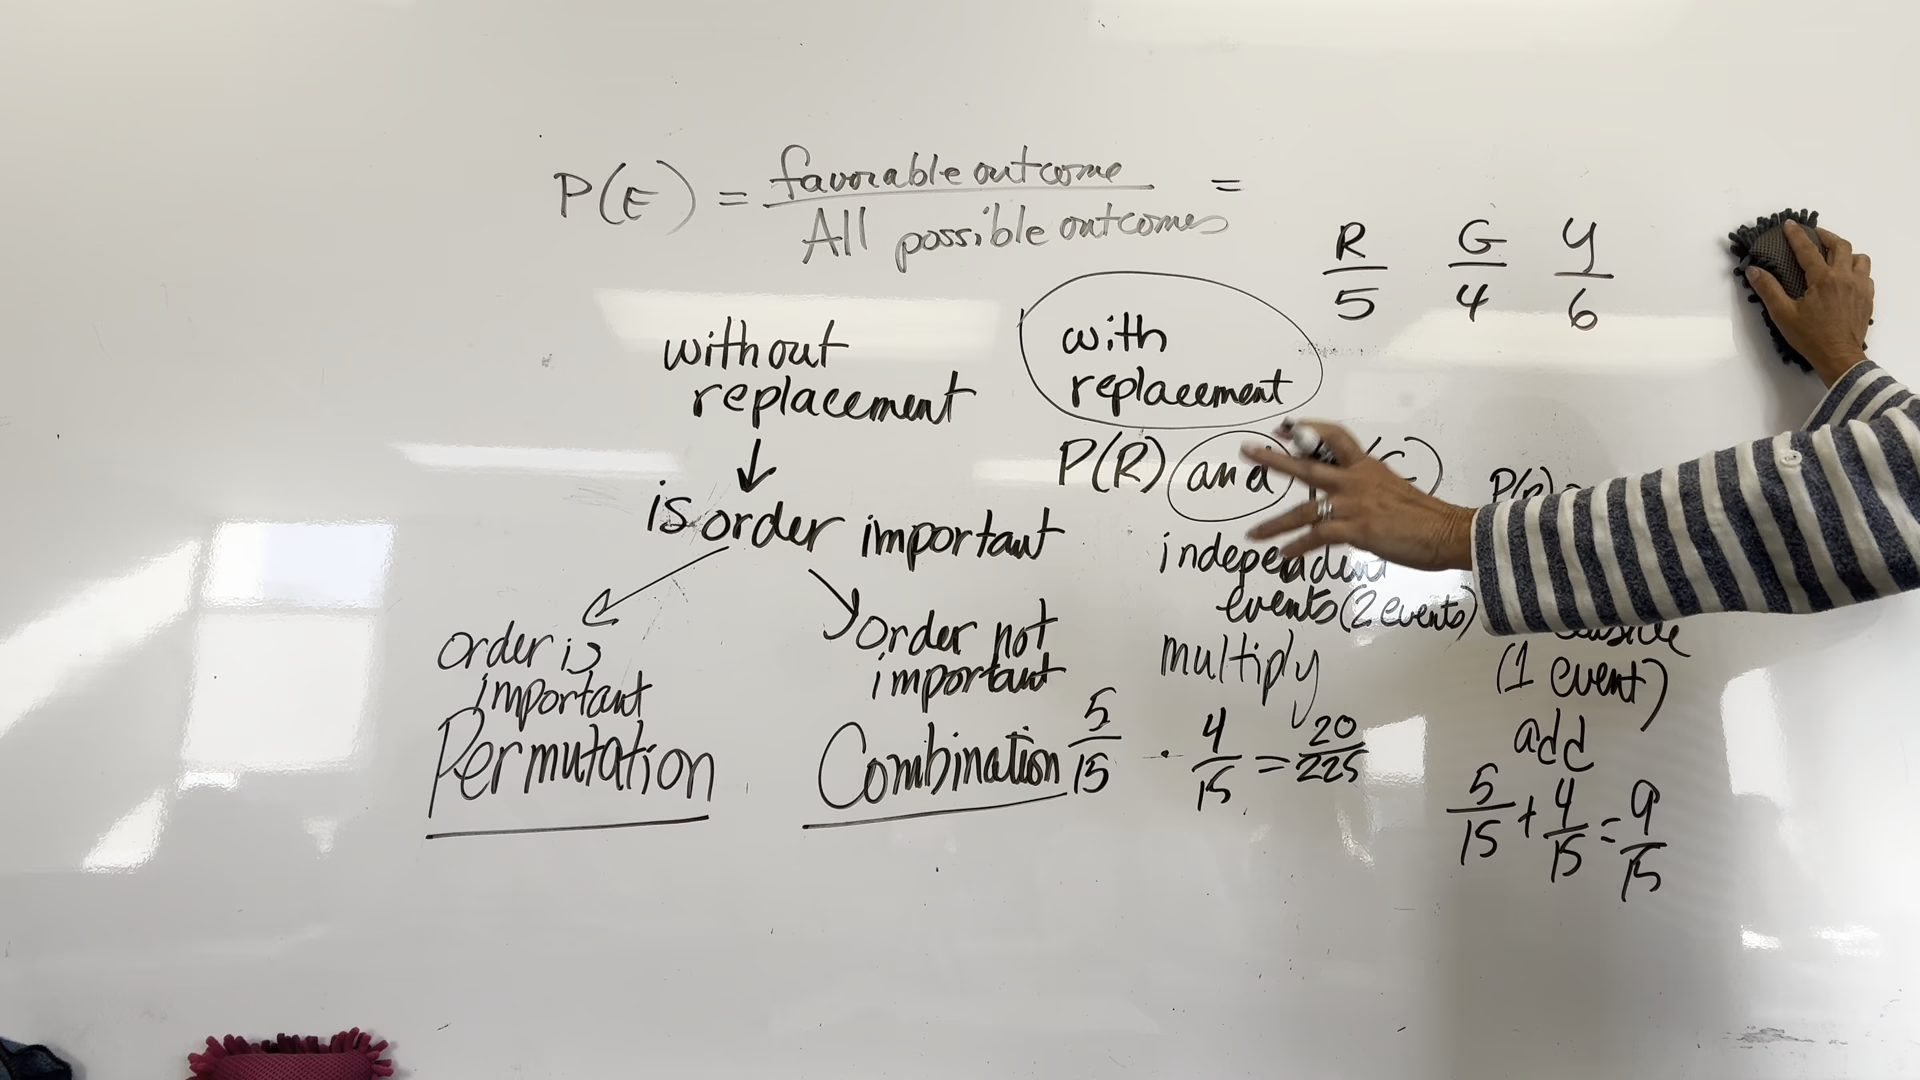 P(E) = favorable outcome =
All possible outcomes
R G Y
5 4 6
without
replacement
is order important
order is
important
Permutation
Order not
important
Combination
with
replacement
P(R) and
independent
events (2 events)
multiply
5/15 · 4/15 = 20/225
(1 event)
add
5/15 + 4/15 = 9/15